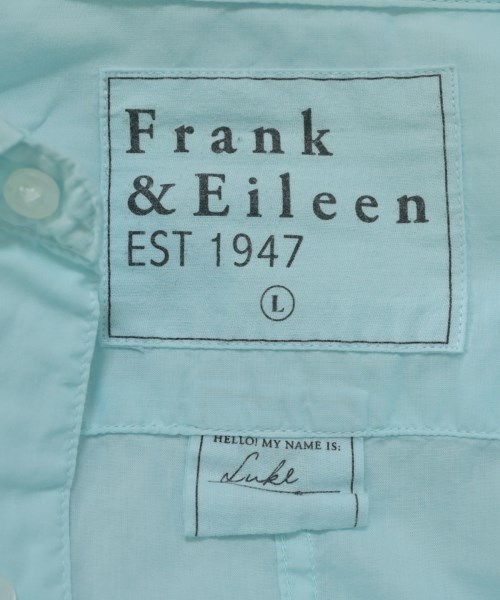 Frank
& Eileen
EST 1947
L
HELLO! MY NAME IS:
Luke